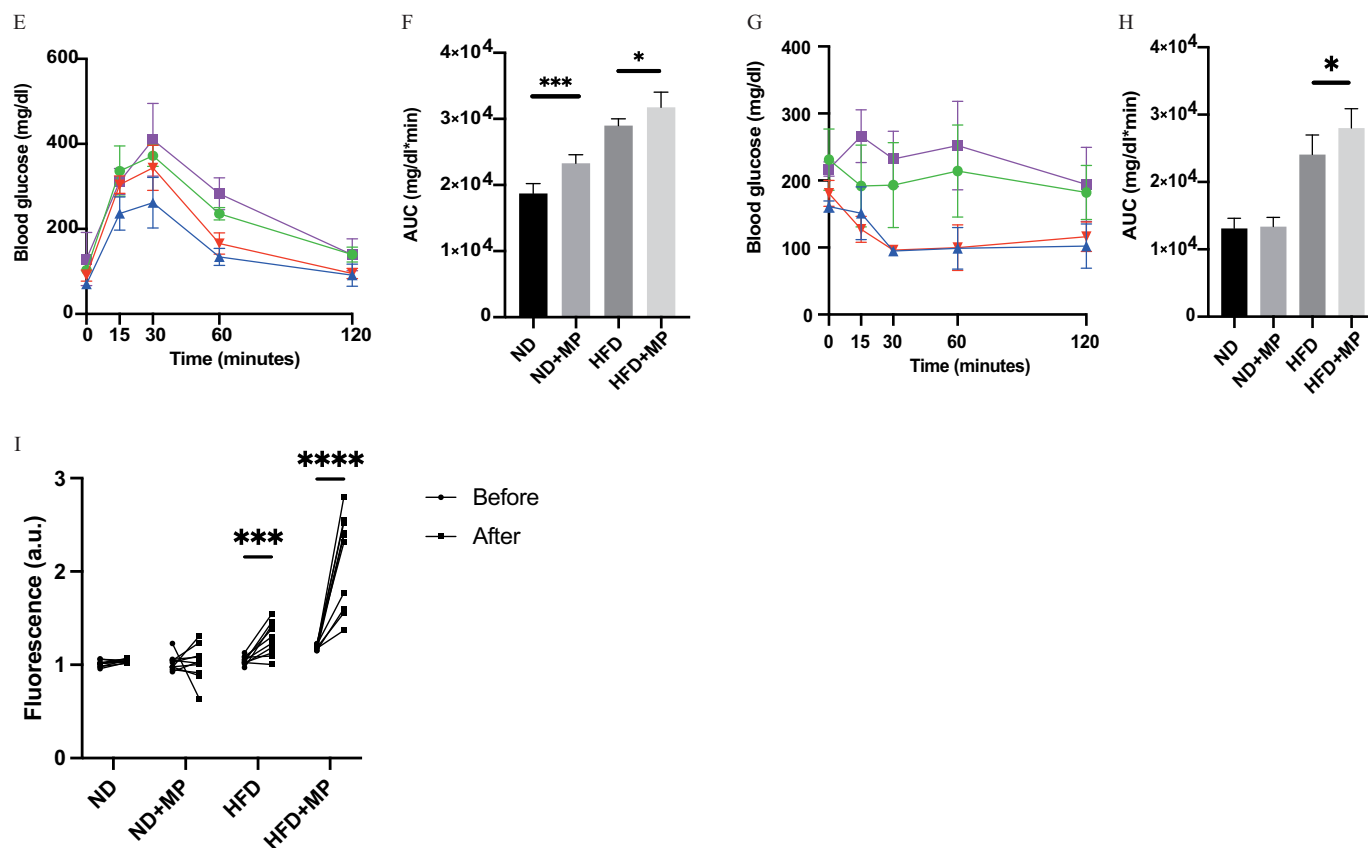 E
Blood glucose (mg/dl)
600
400
200
0
0 15 30 60 120
Time (minutes)
F
AUC (mg/dl*min)
4×10⁴
3×10⁴
2×10⁴
1×10⁴
0
***
*
ND
ND+MP
HFD
HFD+MP
G
Blood glucose (mg/dl)
400
300
200
100
0
0 15 30 60 120
Time (minutes)
H
AUC (mg/dl*min)
4×10⁴
3×10⁴
2×10⁴
1×10⁴
0
*
ND
ND+MP
HFD
HFD+MP
I
Fluorescence (a.u.)
3
2
1
0
***
****
ND
ND+MP
HFD
HFD+MP
Before
After